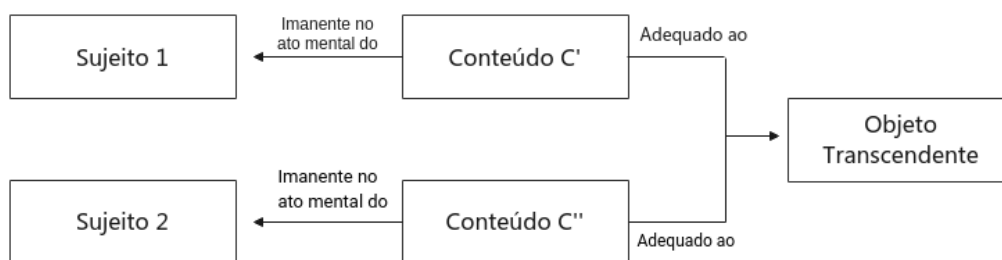 Imanente no
ato mental do
Adequado ao
Sujeito 1
Conteúdo C'
Objeto
Transcendente
Imanente no
ato mental do
Sujeito 2
Conteúdo C''
Adequado ao